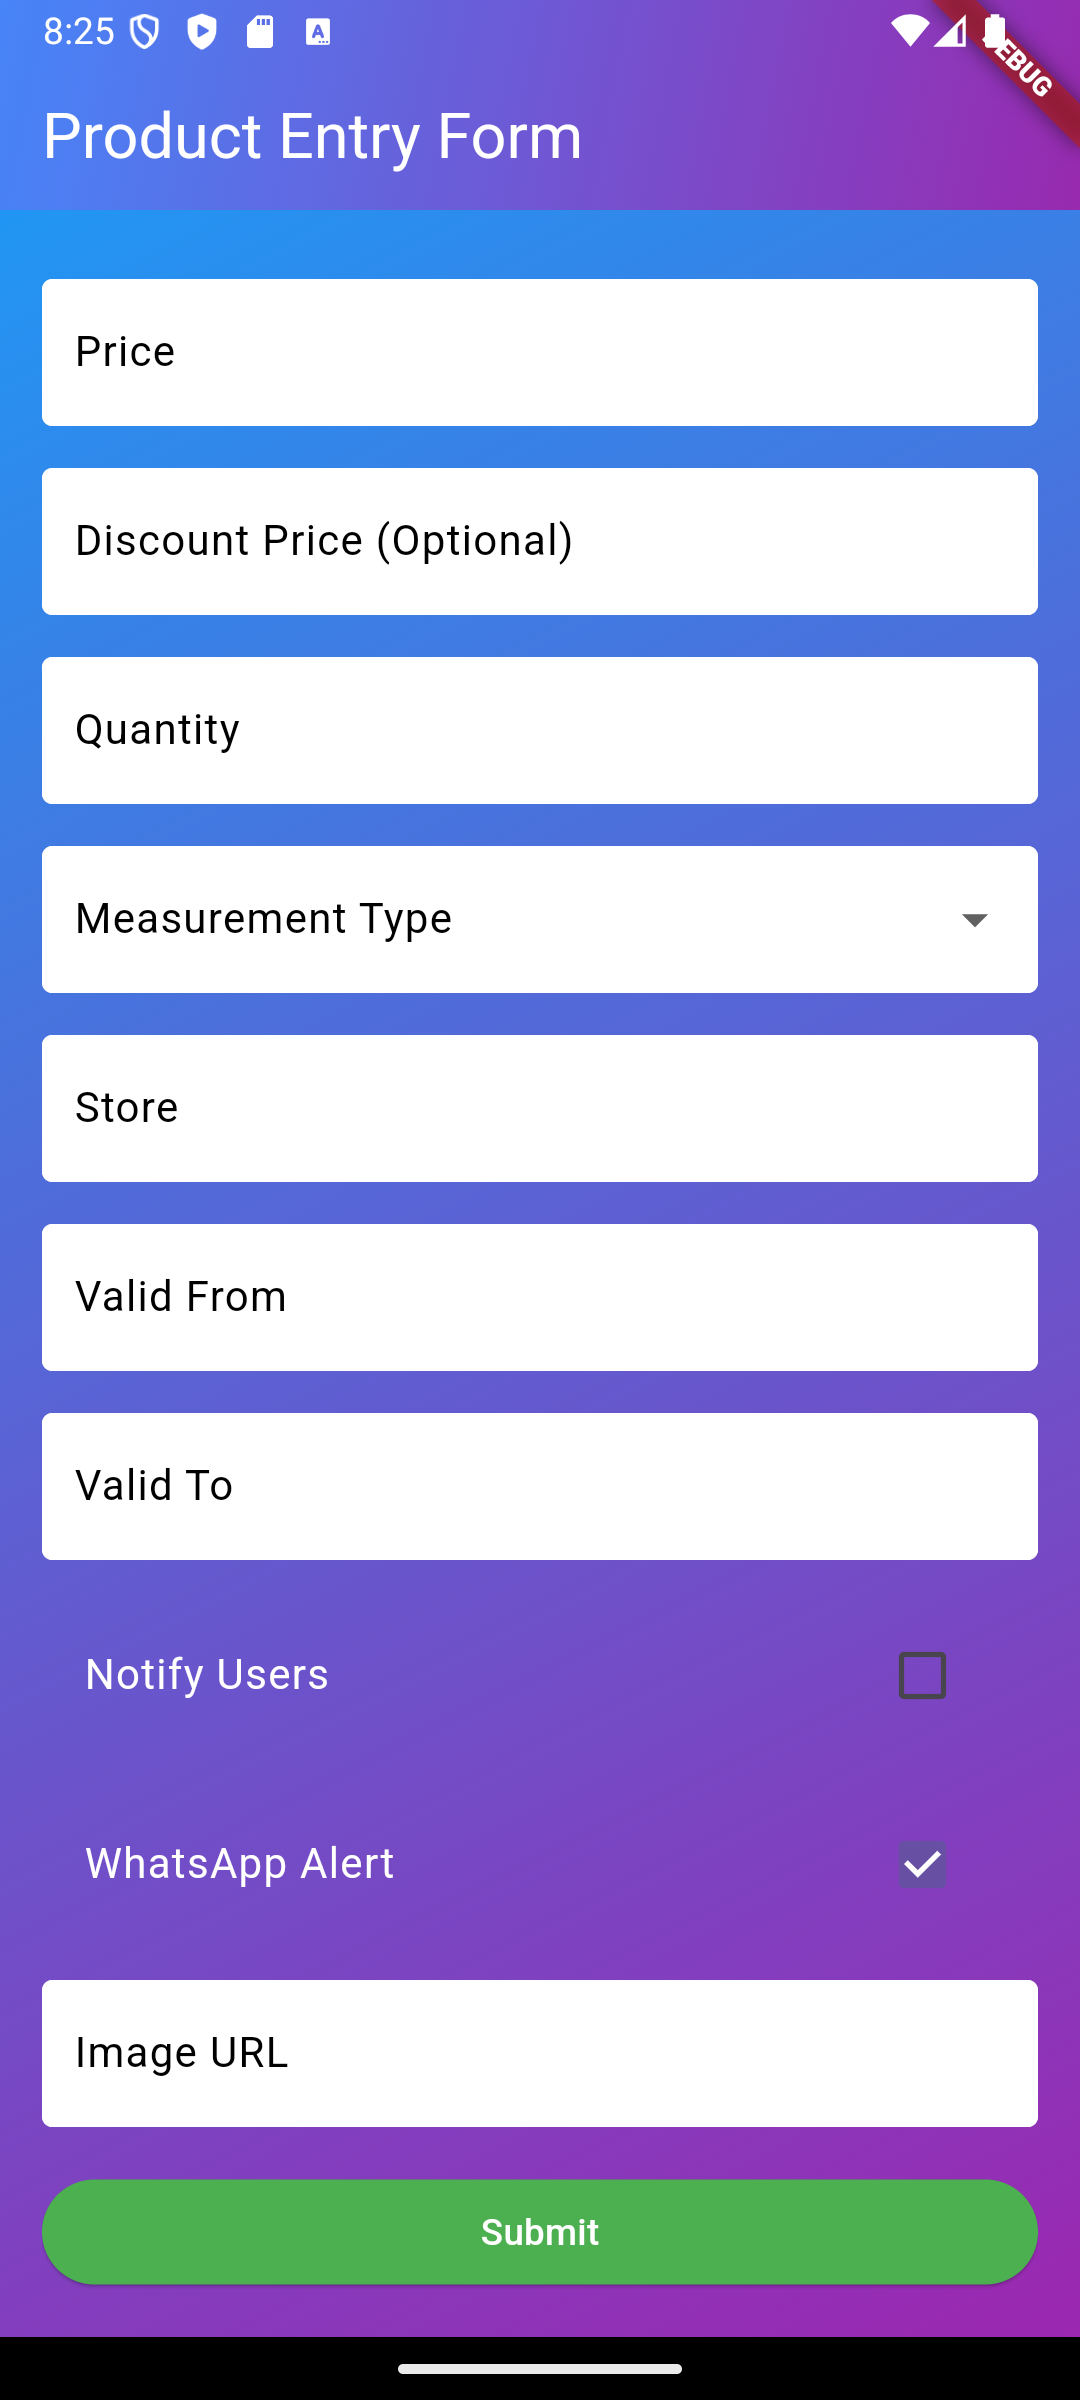 8:25
DEBUG
Product Entry Form
Price
Discount Price (Optional)
Quantity
Measurement Type
Store
Valid From
Valid To
Notify Users
WhatsApp Alert
Image URL
Submit